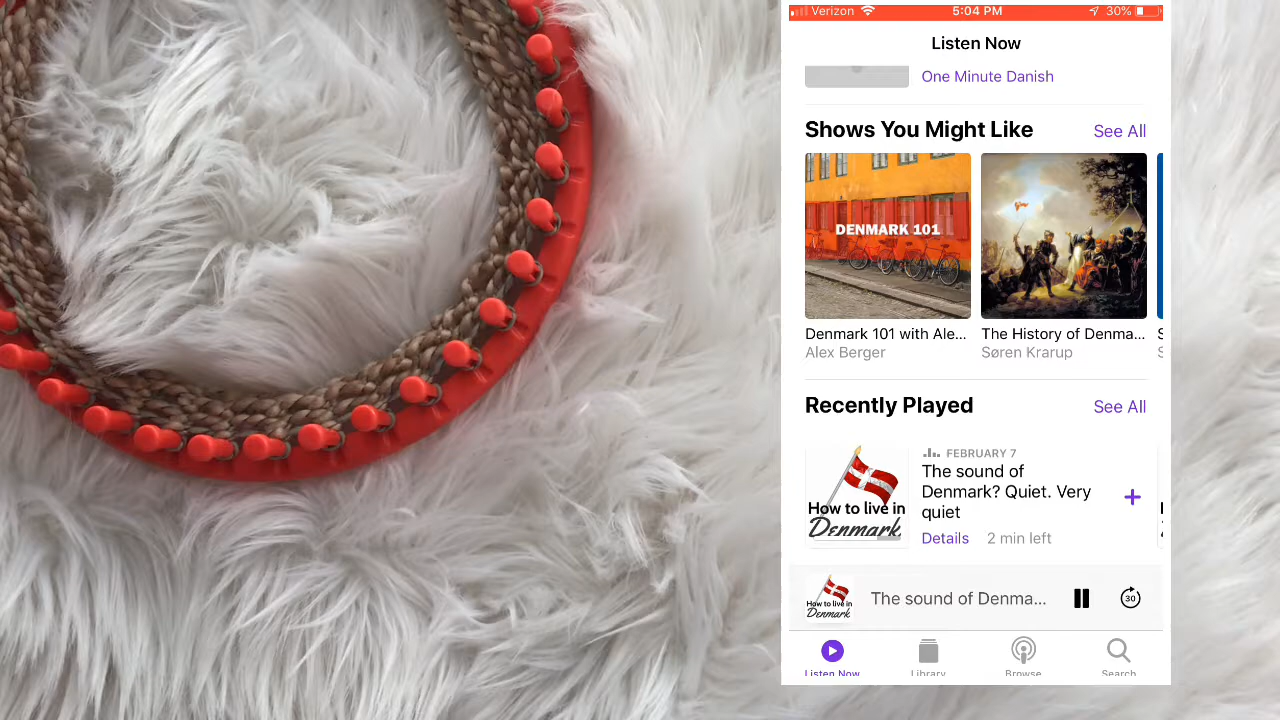 Verizon
5:04 PM
30%
Listen Now
One Minute Danish
Shows You Might Like
See All
DENMARK 101
Denmark 101 with Ale...
Alex Berger
The History of Denma...
Søren Krarup
Recently Played
See All
How to live in
Denmark
FEBRUARY 7
The sound of
Denmark? Quiet. Very
quiet
Details
2 min left
How to live in
Denmark
The sound of Denma...
30
Listen Now
Library
Browse
Search